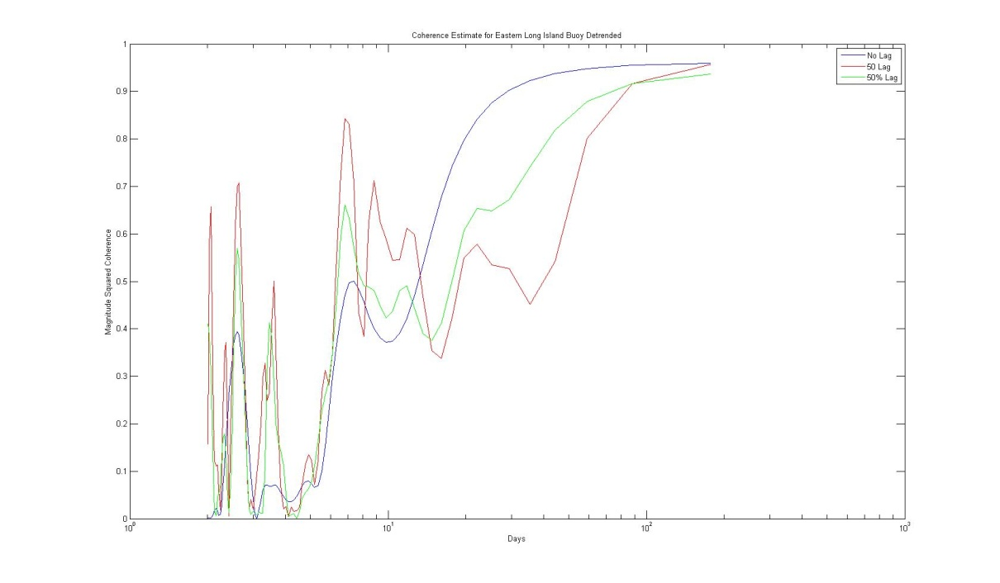 Coherence Estimate for Eastern Long Island Buoy Detrended
No Lag
50 Lag
50% Lag
Magnitude Squared Coherence
1
0.9
0.8
0.7
0.6
0.5
0.4
0.3
0.2
0.1
0
10^0
10^1
10^2
10^3
Days